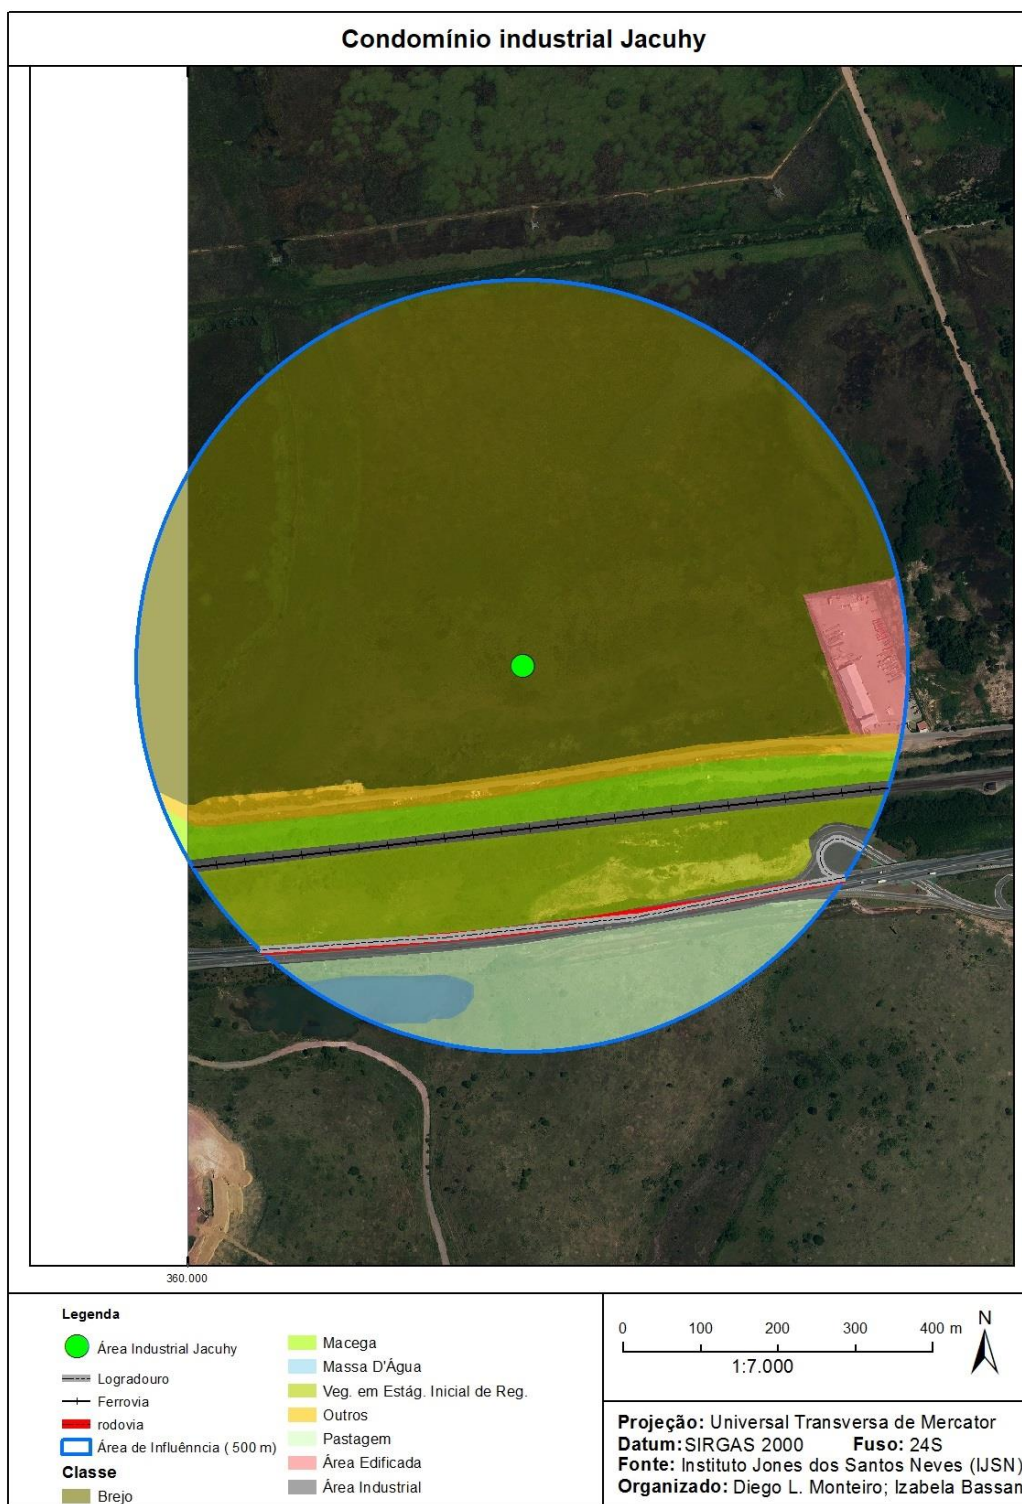 Condomínio industrial Jacuhy
360.000
Legenda
Área Industrial Jacuhy
Logradouro
Ferrovia
rodovia
Área de Influênncia ( 500 m)
Classe
Brejo
Macega
Massa D'Água
Veg. em Estág. Inicial de Reg.
Outros
Pastagem
Área Edificada
Área Industrial
0 100 200 300 400 m
1:7.000
N
Projeção: Universal Transversa de Mercator
Datum:SIRGAS 2000 Fuso: 24S
Fonte: Instituto Jones dos Santos Neves (IJSN)
Organizado: Diego L. Monteiro; Izabela Bassan